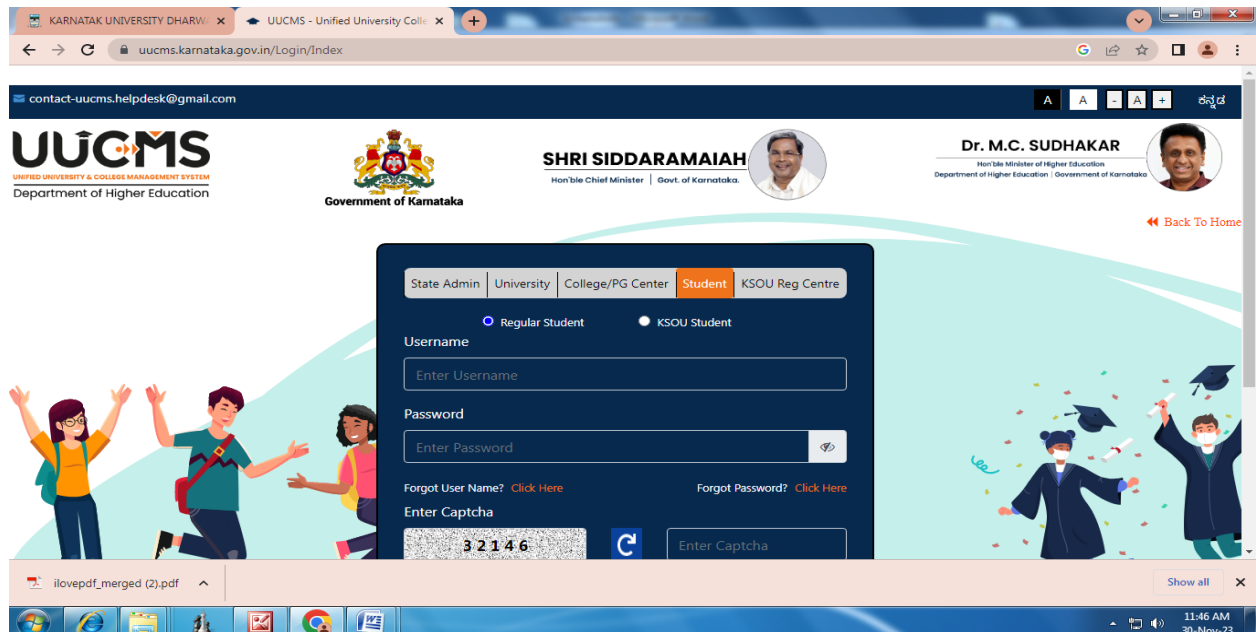 KARNATAK UNIVERSITY DHARW
UUCMS - Unified University Colle
uucms.karnataka.gov.in/Login/Index
contact-uucms.helpdesk@gmail.com
A A - A + ಕನ್ನಡ
UUCMS
UNIFIED UNIVERSITY & COLLEGE MANAGEMENT SYSTEM
Department of Higher Education
Government of Karnataka
SHRI SIDDARAMAIAH
Hon'ble Chief Minister | Govt. of Karnataka.
Dr. M.C. SUDHAKAR
Hon'ble Minister of Higher Education
Department of Higher Education | Government of Karnataka
Back To Home
State Admin University College/PG Center Student KSOU Reg Centre
Regular Student KSOU Student
Username
Enter Username
Password
Enter Password
Forgot User Name? Click Here Forgot Password? Click Here
Enter Captcha
32146 Enter Captcha
ilovepdf_merged (2).pdf Show all
11:46 AM
30-Nov-23